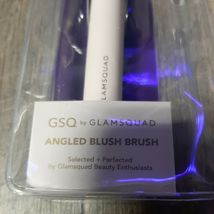 GLAMSQUAD
GSQ by GLAMSQUAD
ANGLED BLUSH BRUSH
Selected + Perfected
by Glamsquad Beauty Enthusiasts